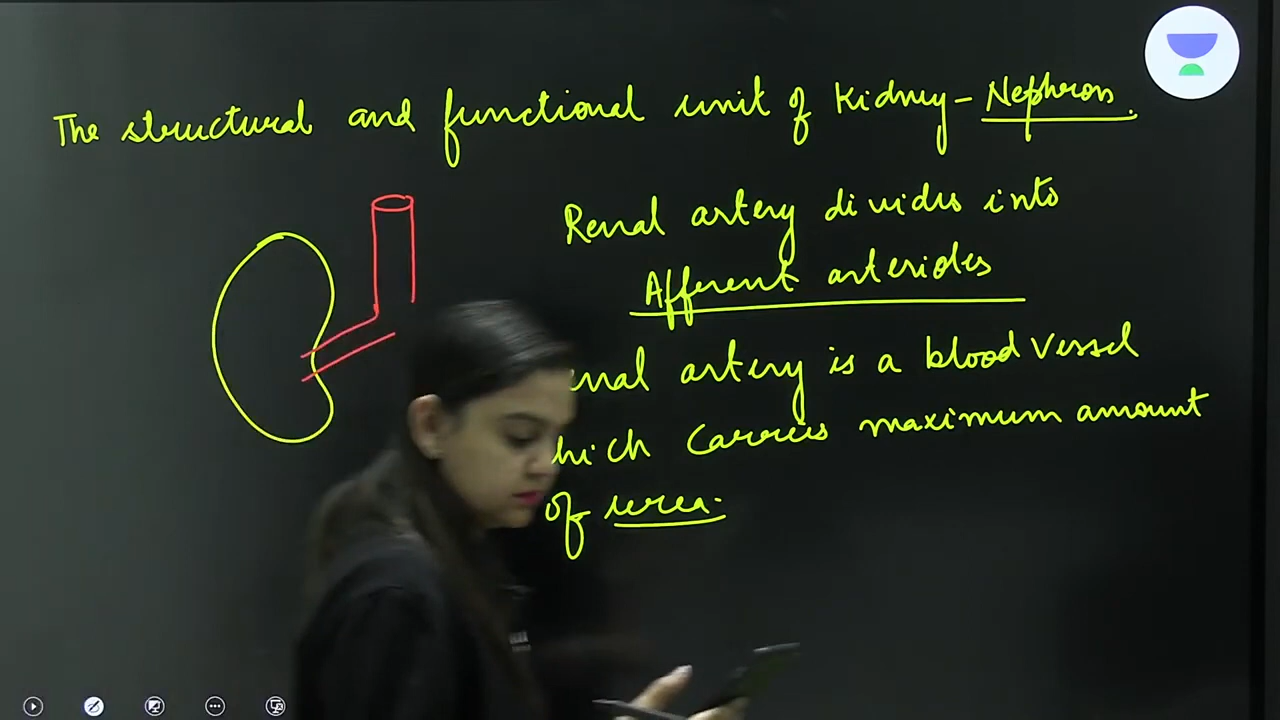 The structural and functional unit of Kidney - Nephron.
Renal artery divides into
Afferent arterioles
enal artery is a blood vessel
hich carries maximum amount
of urea.